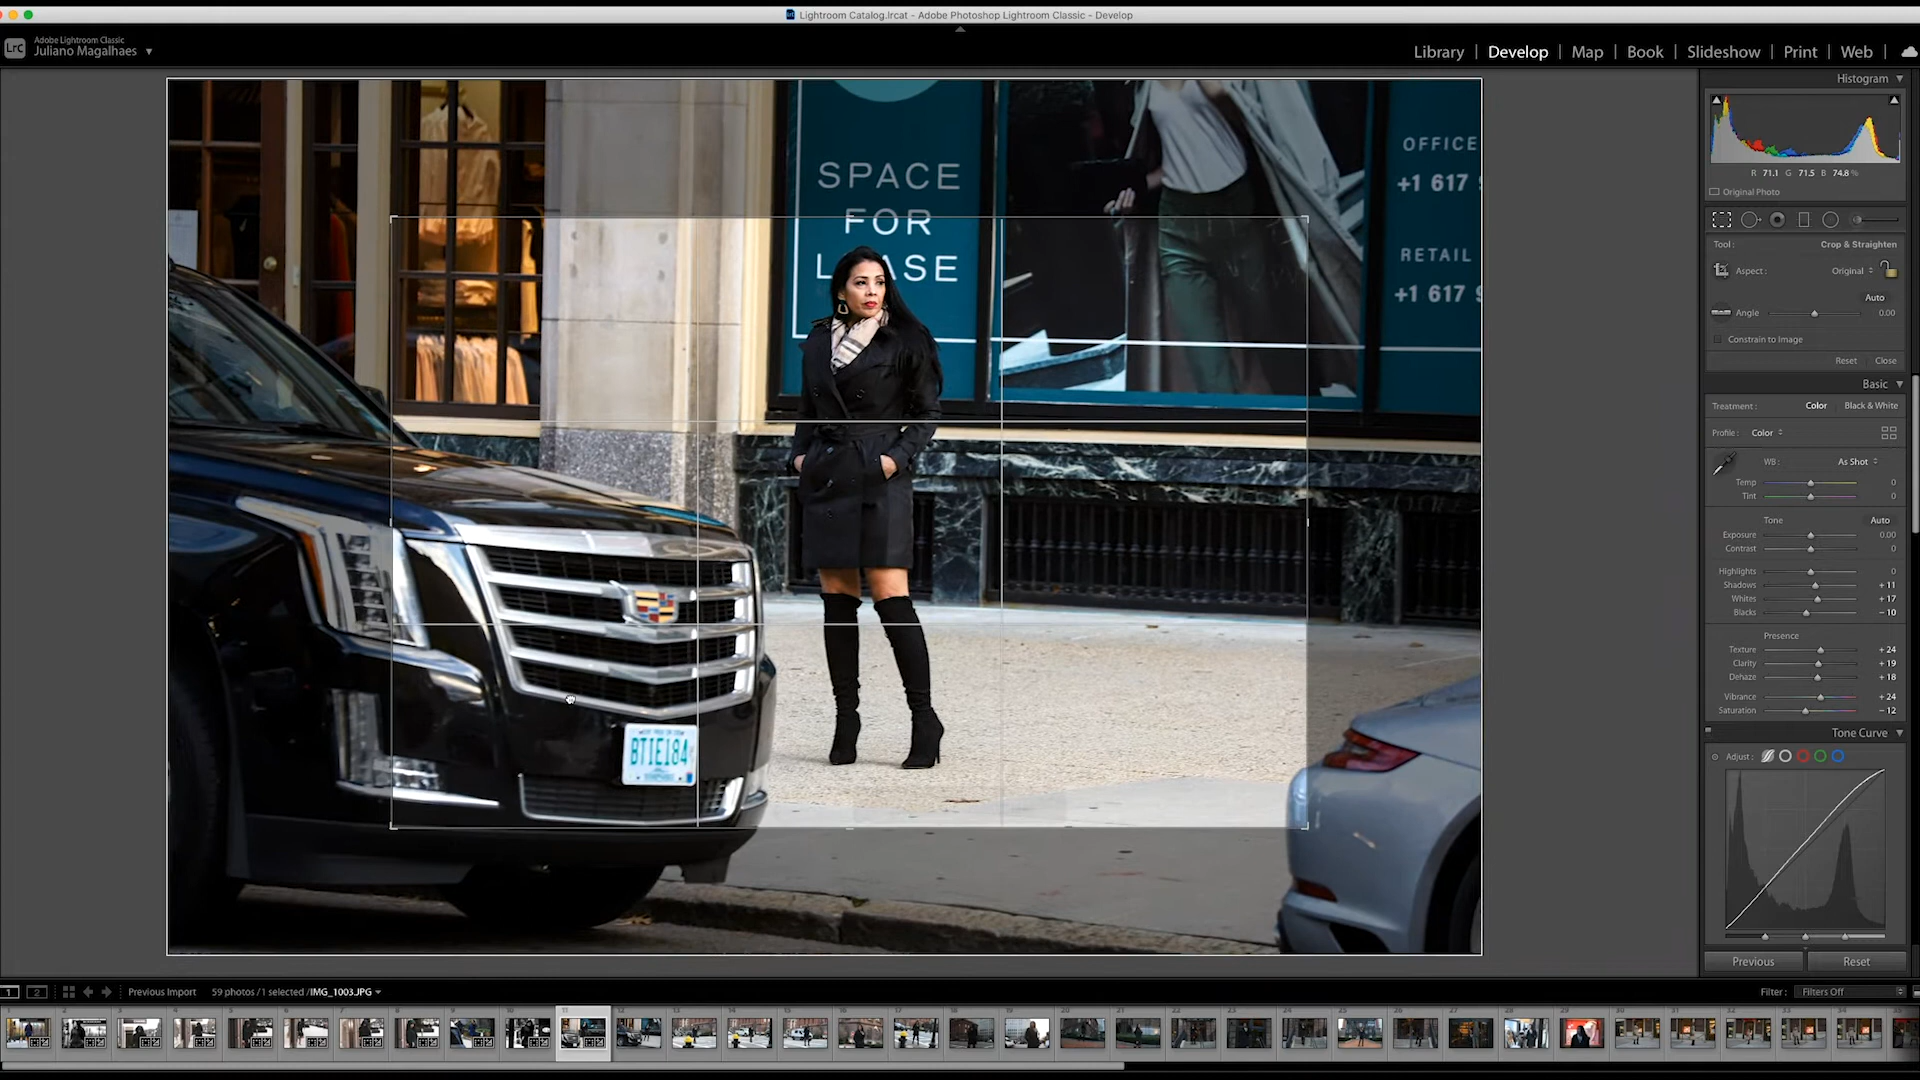 Lightroom Catalog.lrcat - Adobe Photoshop Lightroom Classic - Develop
LrC
Adobe Lightroom Classic
Juliano Magalhaes
Library | Develop | Map | Book | Slideshow | Print | Web
Histogram
R 71.1 G 71.5 B 74.8 %
Original Photo
Tool : Crop & Straighten
Aspect : Original
Auto
Angle 0.00
Constrain to Image
Reset Close
Basic
Treatment : Color Black & White
Profile : Color
WB : As Shot
Temp 0
Tint 0
Tone Auto
Exposure 0.00
Contrast 0
Highlights 0
Shadows + 11
Whites + 17
Blacks − 10
Presence
Texture + 24
Clarity + 19
Dehaze + 18
Vibrance + 24
Saturation − 12
Tone Curve
Adjust :
Previous Reset
SPACE
FOR
LEASE
OFFICE
+1 617
RETAIL
+1 617
BT1E184
1 2 Previous Import 59 photos / 1 selected / IMG_1003.JPG
Filter : Filters Off